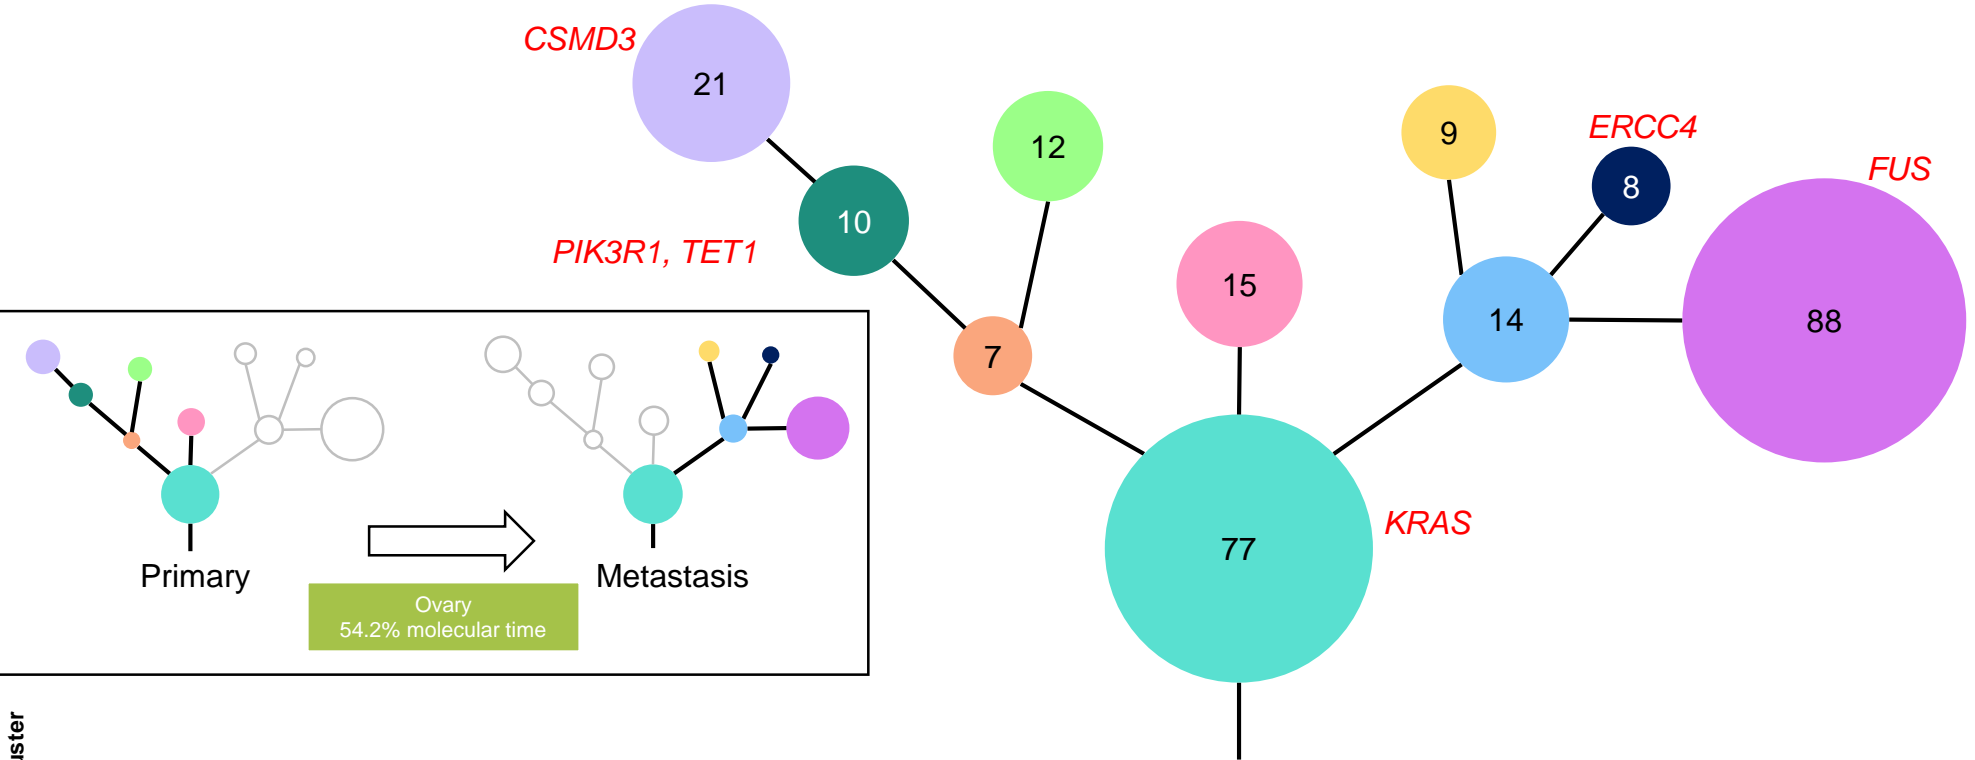 CSMD3
21
12
9
ERCC4
8
FUS
10
PIK3R1, TET1
15
7
14
88
KRAS
77
Primary
Metastasis
Ovary
54.2% molecular time